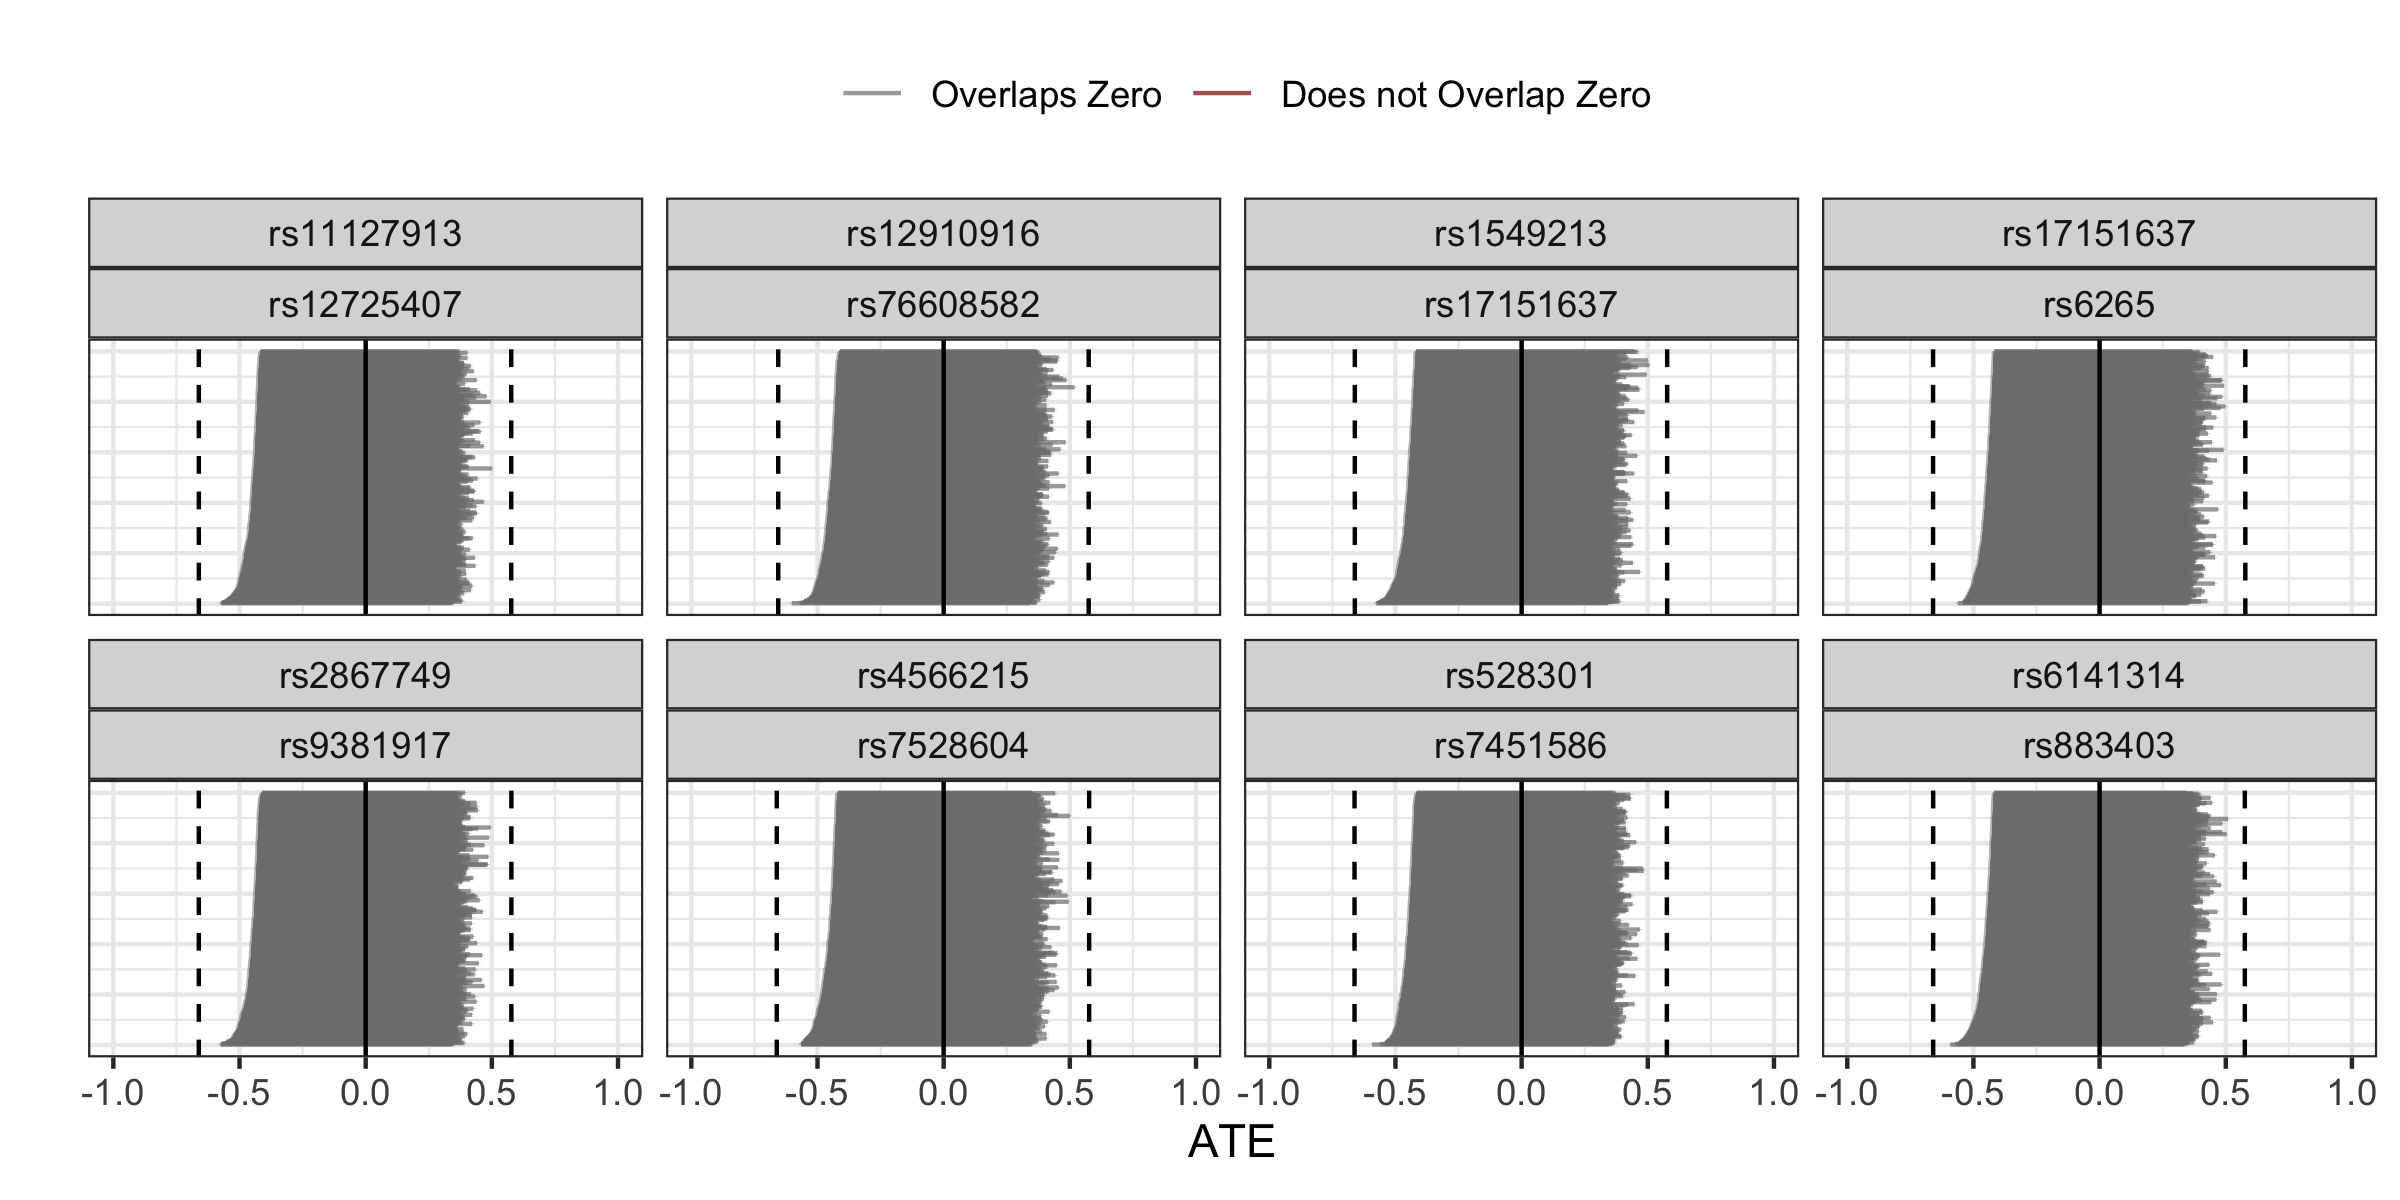 Overlaps Zero Does not Overlap Zero
rs11127913 rs12910916 rs1549213 rs17151637
rs12725407 rs76608582 rs17151637 rs6265
rs2867749 rs4566215 rs528301 rs6141314
rs9381917 rs7528604 rs7451586 rs883403
-1.0 -0.5 0.0 0.5 1.0 -1.0 -0.5 0.0 0.5 1.0 -1.0 -0.5 0.0 0.5 1.0 -1.0 -0.5 0.0 0.5 1.0
ATE